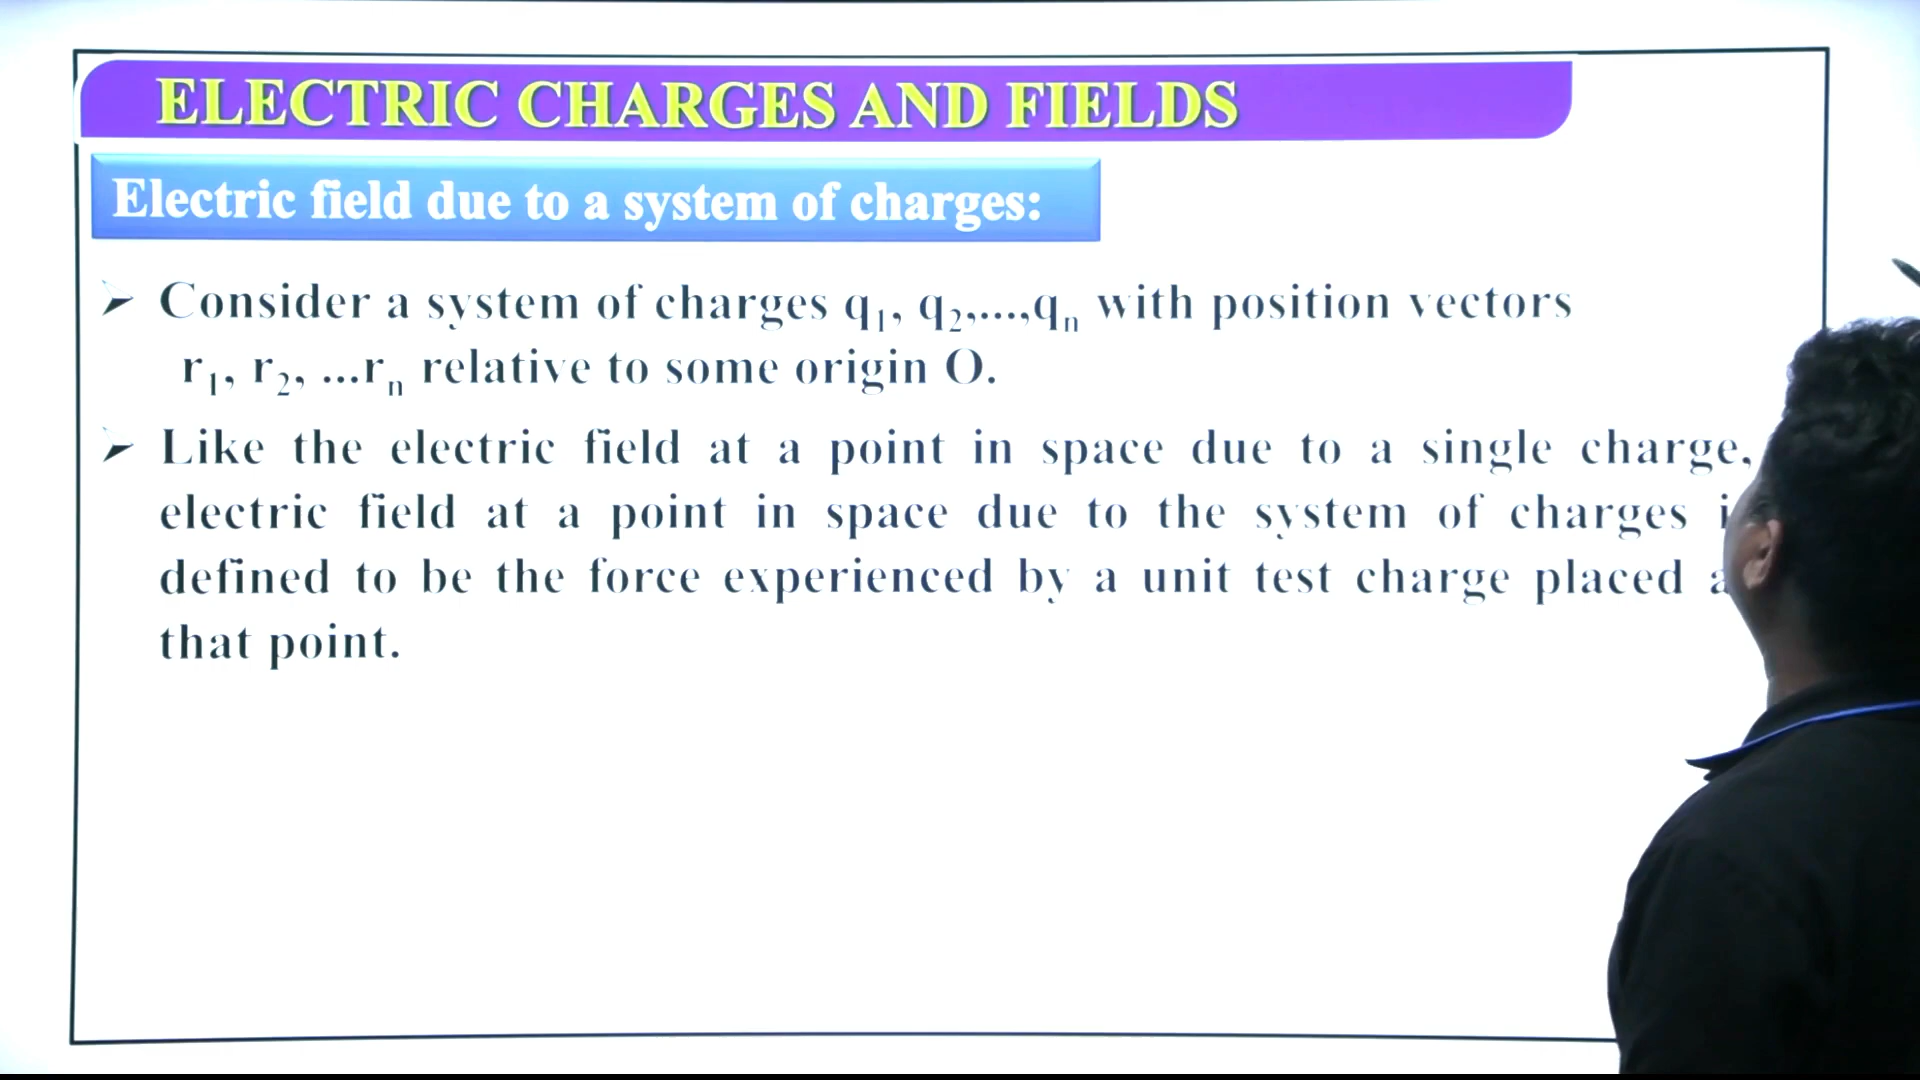 ELECTRIC CHARGES AND FIELDS
Electric field due to a system of charges:
➢ Consider a system of charges q₁, q₂,...,qₙ with position vectors
r₁, r₂, ...rₙ relative to some origin O.
➢ Like the electric field at a point in space due to a single charge,
electric field at a point in space due to the system of charges
defined to be the force experienced by a unit test charge placed
that point.